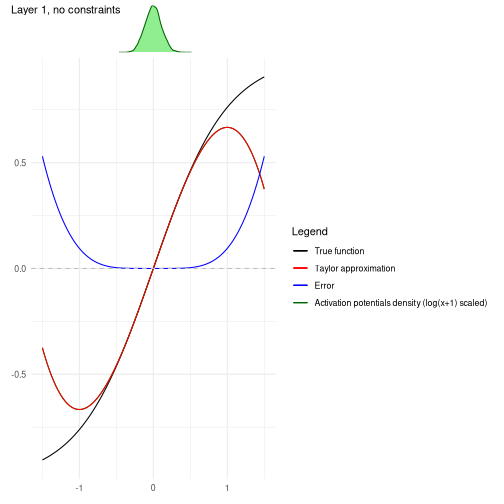 Layer 1, no constraints
0.5
0.0
-0.5
-1
0
1
Legend
True function
Taylor approximation
Error
Activation potentials density (log(x+1) scaled)